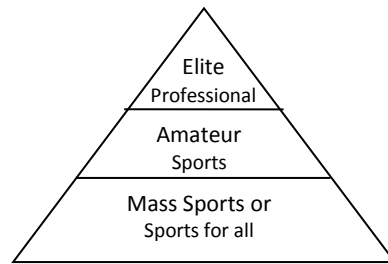 Elite
Professional
Amateur
Sports
Mass Sports or
Sports for all